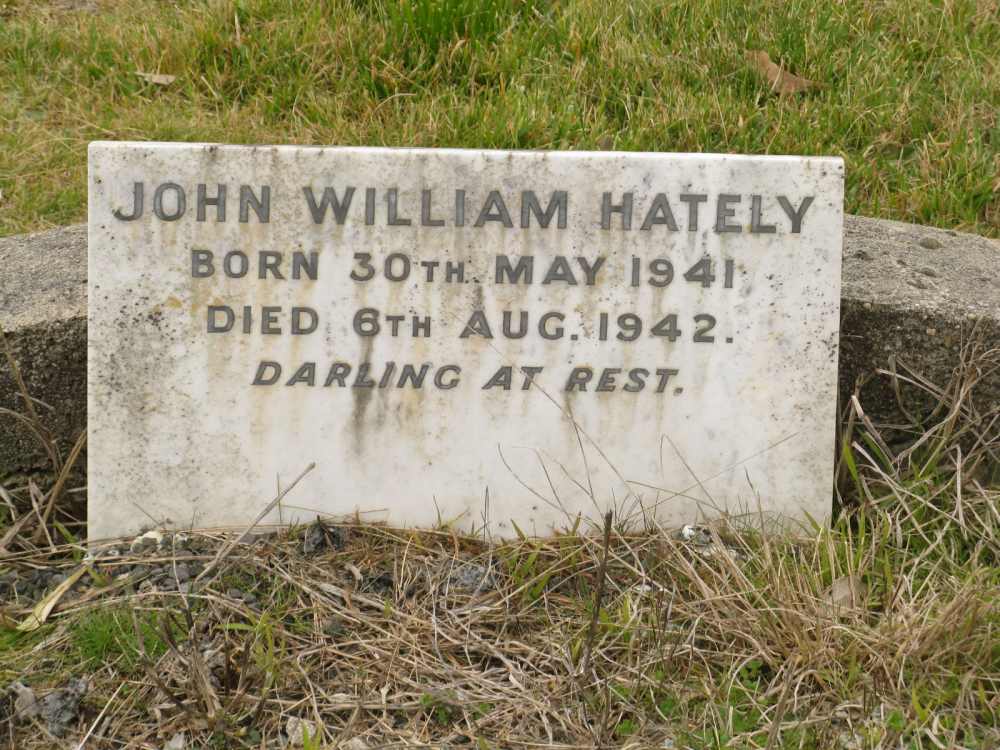 JOHN WILLIAM HATELY
BORN 30TH. MAY 1941
DIED 6TH AUG. 1942.
DARLING AT REST.